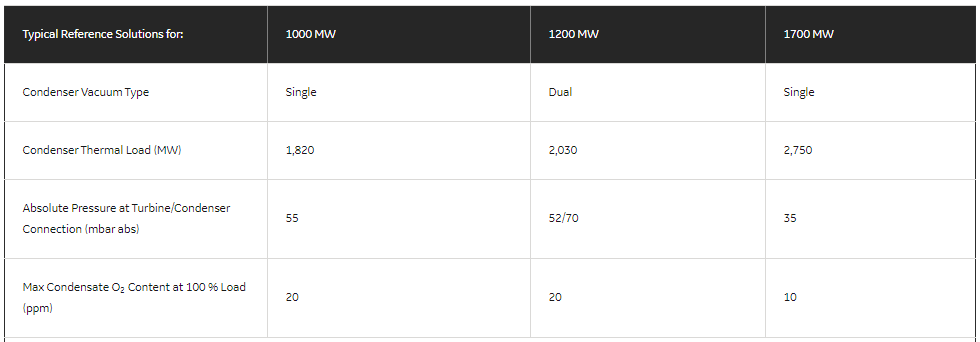 Typical Reference Solutions for: 1000 MW 1200 MW 1700 MW
Condenser Vacuum Type Single Dual Single
Condenser Thermal Load (MW) 1,820 2,030 2,750
Absolute Pressure at Turbine/Condenser
Connection (mbar abs) 55 52/70 35
Max Condensate O₂ Content at 100 % Load
(ppm) 20 20 10